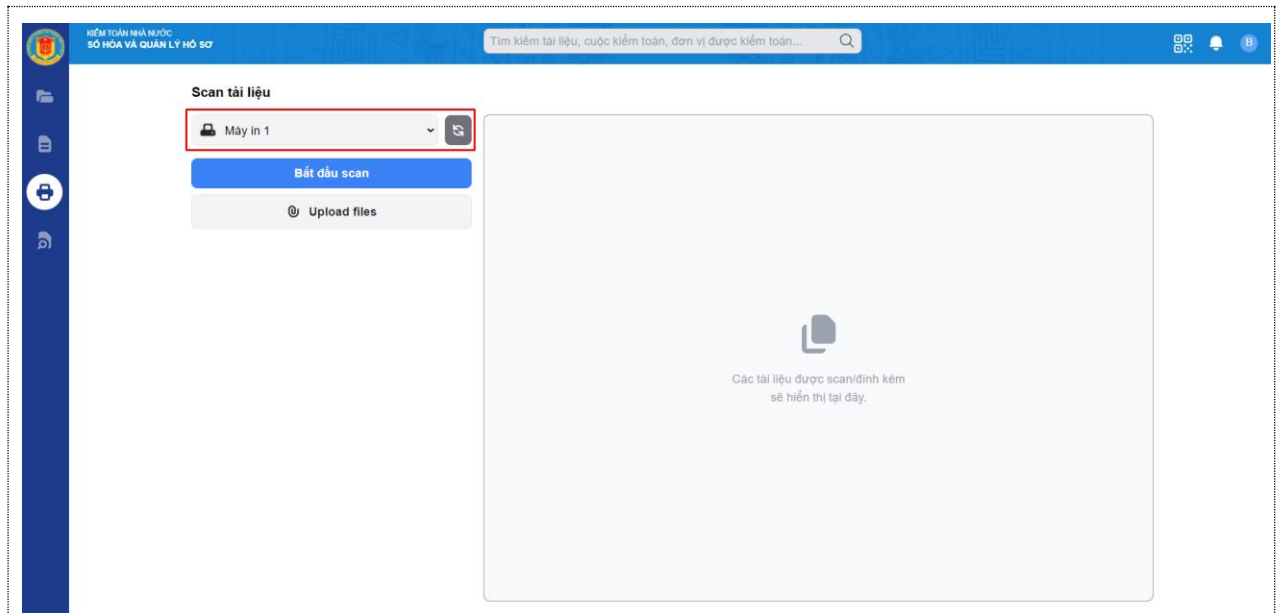 KIỂM TOÁN NHÀ NƯỚC
SỐ HÓA VÀ QUẢN LÝ HỒ SƠ
Tìm kiếm tài liệu, cuộc kiểm toán, đơn vị được kiểm toán...
B
Scan tài liệu
Máy in 1
Bắt đầu scan
Upload files
Các tài liệu được scan/đính kèm
sẽ hiển thị tại đây.